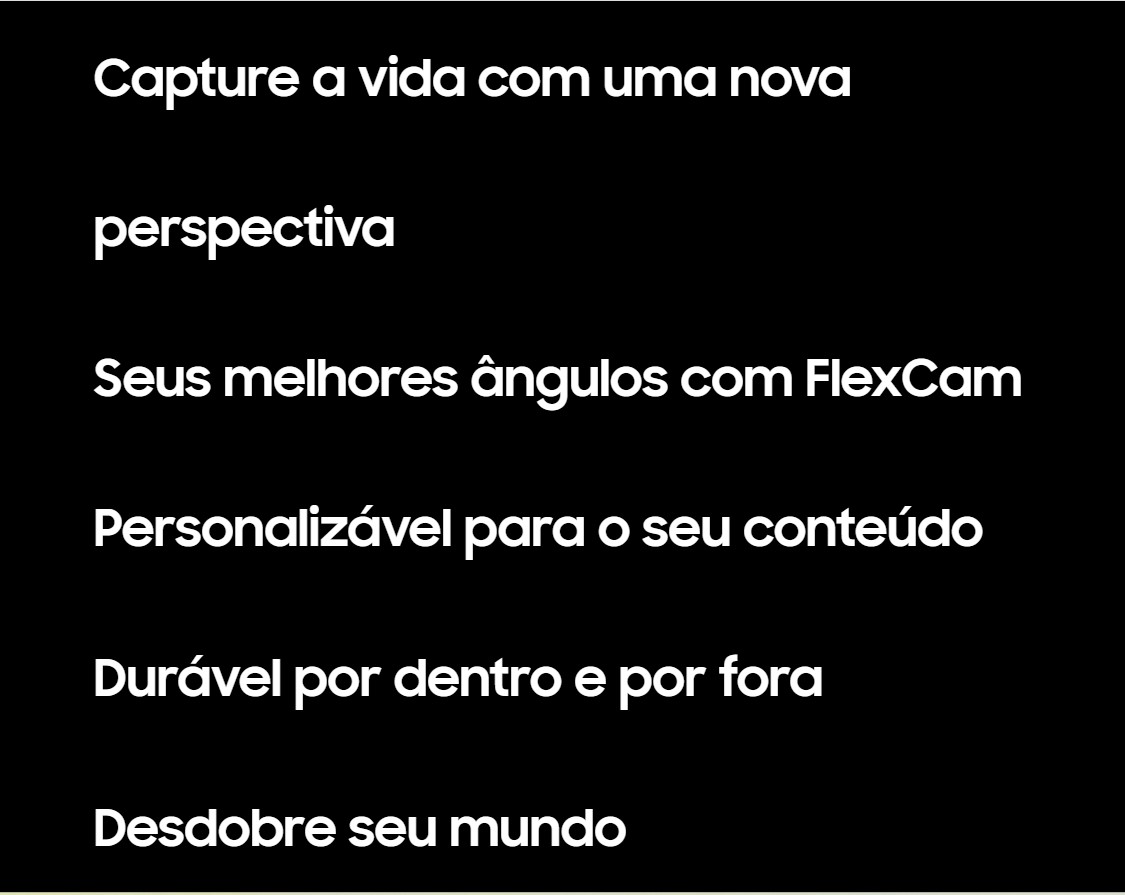 Capture a vida com uma nova
perspectiva
Seus melhores ângulos com FlexCam
Personalizável para o seu conteúdo
Durável por dentro e por fora
Desdobre seu mundo